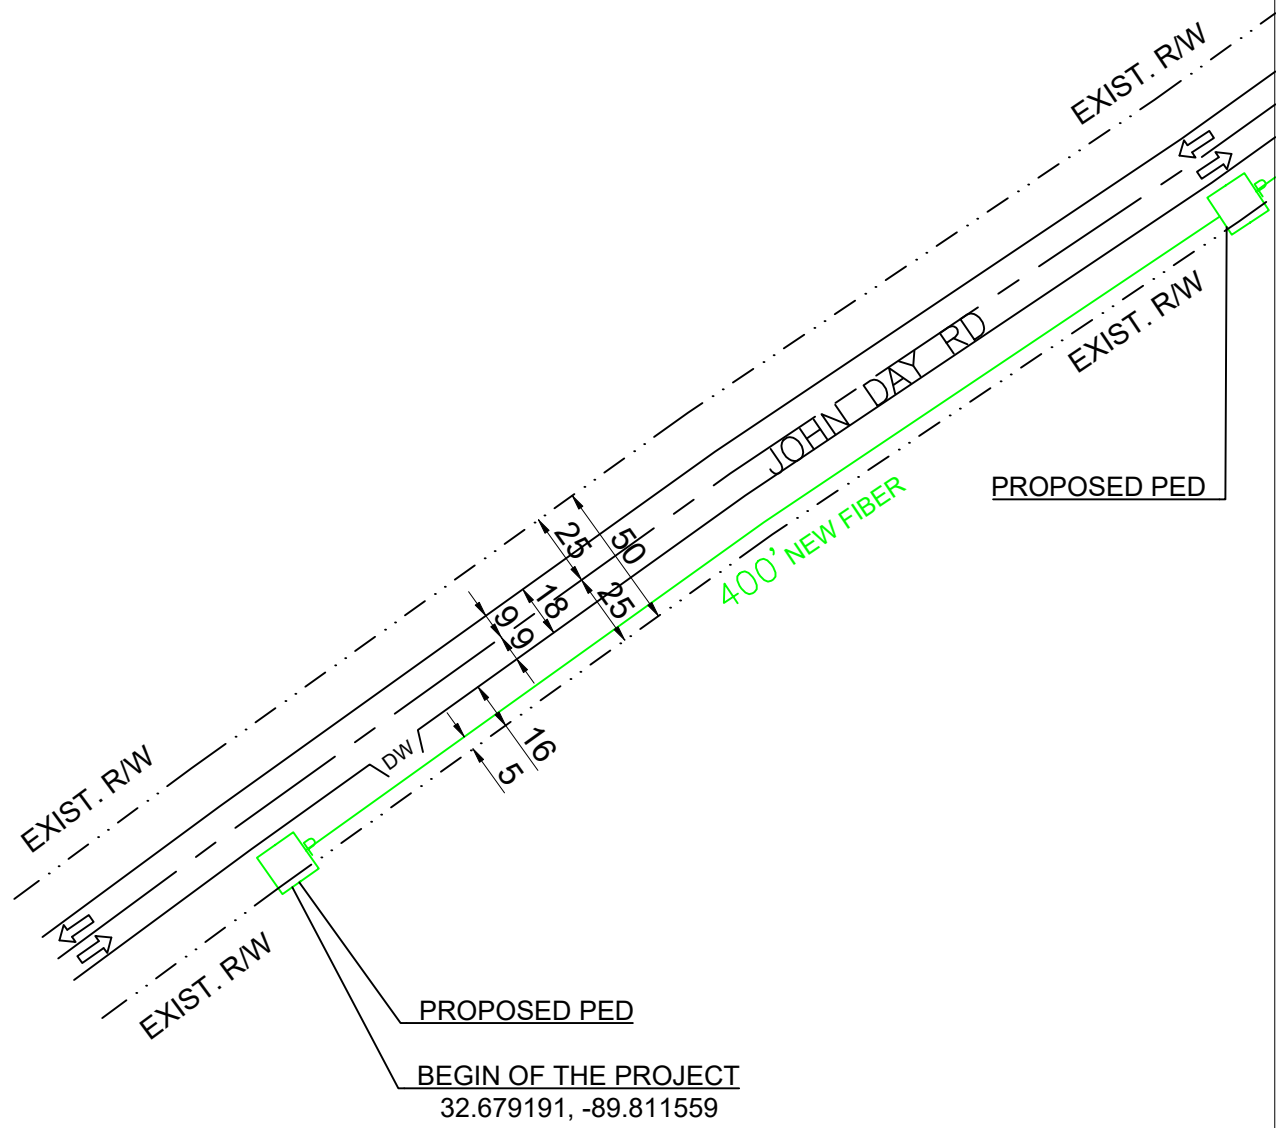 EXIST. R/W
EXIST. R/W
JOHN DAY RD
PROPOSED PED
400' NEW FIBER
50
25
25
18
9
9
16
5
DW
EXIST. R/W
P
P
EXIST. R/W
PROPOSED PED
BEGIN OF THE PROJECT
32.679191, -89.811559